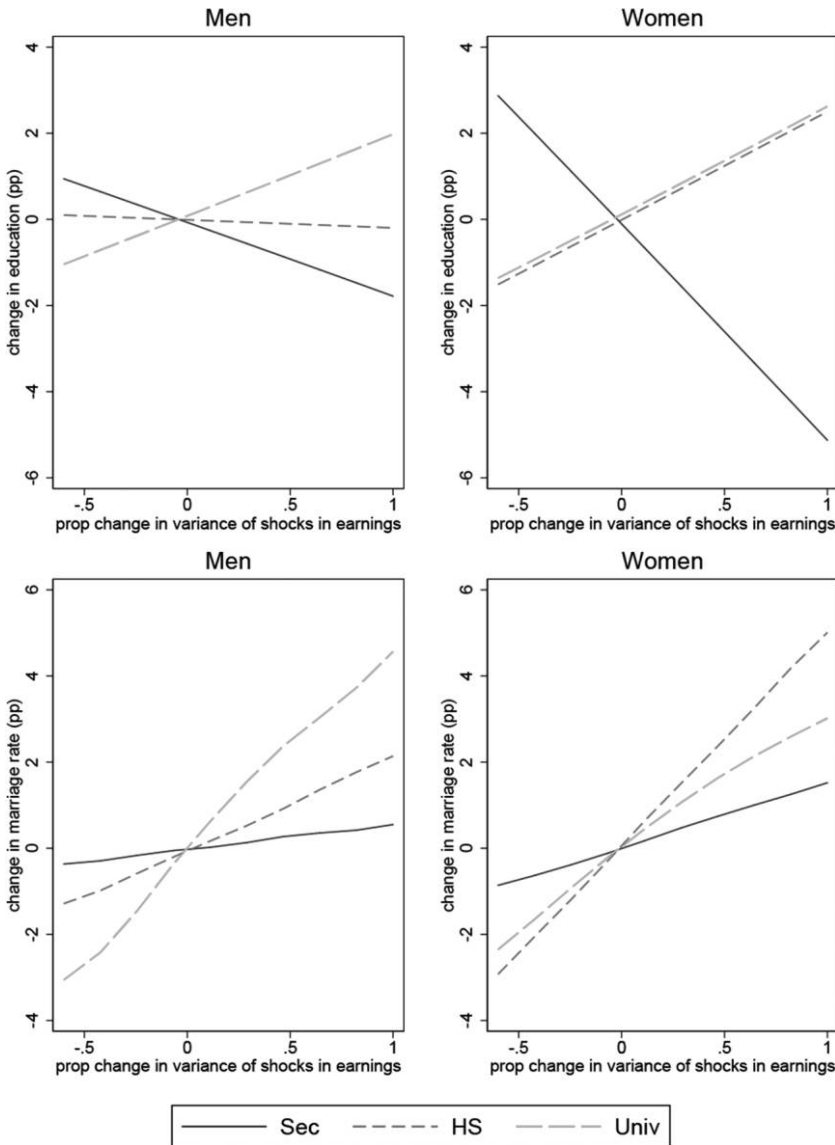 Men
Women
change in education (pp)
4
2
0
-2
-4
-6
-.5 0 .5 1
prop change in variance of shocks in earnings
change in education (pp)
4
2
0
-2
-4
-6
-.5 0 .5 1
prop change in variance of shocks in earnings
Men
Women
change in marriage rate (pp)
6
4
2
0
-2
-4
-.5 0 .5 1
prop change in variance of shocks in earnings
change in marriage rate (pp)
6
4
2
0
-2
-4
-.5 0 .5 1
prop change in variance of shocks in earnings
Sec HS Univ